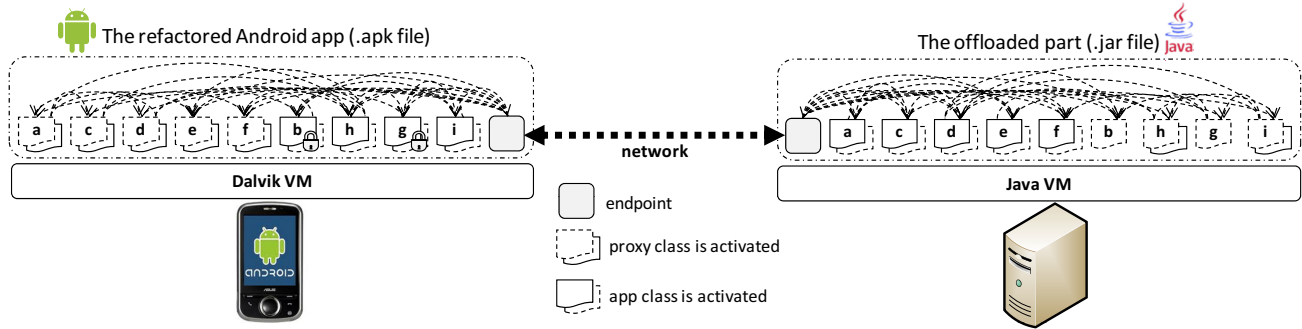 The refactored Android app (.apk file)
The offloaded part (.jar file)
Java
a c d e f b h g i
a c d e f b h g i
network
Dalvik VM
Java VM
endpoint
proxy class is activated
app class is activated
ANDROID
ASUS